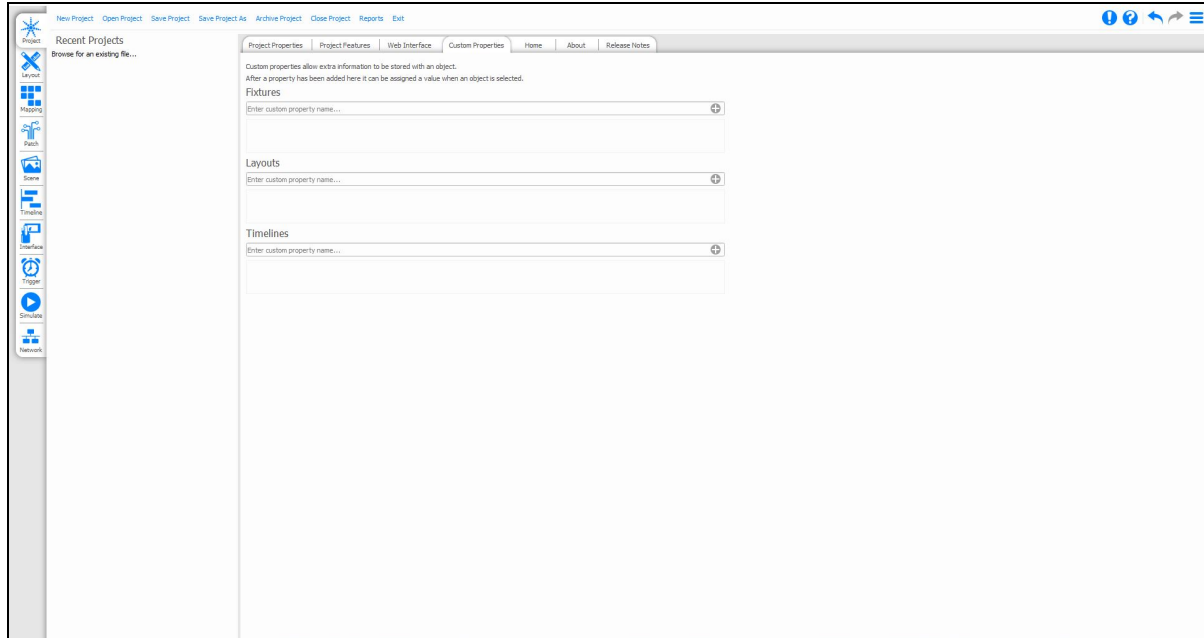 New Project Open Project Save Project Save Project As Archive Project Close Project Reports Exit
Project
Layout
Mapping
Patch
Scene
Timeline
Interface
Trigger
Simulate
Network
Recent Projects
Browse for an existing file...
Project Properties Project Features Web Interface Custom Properties Home About Release Notes
Custom properties allow extra information to be stored with an object.
After a property has been added here it can be assigned a value when an object is selected.
Fixtures
Enter custom property name...
Layouts
Enter custom property name...
Timelines
Enter custom property name...